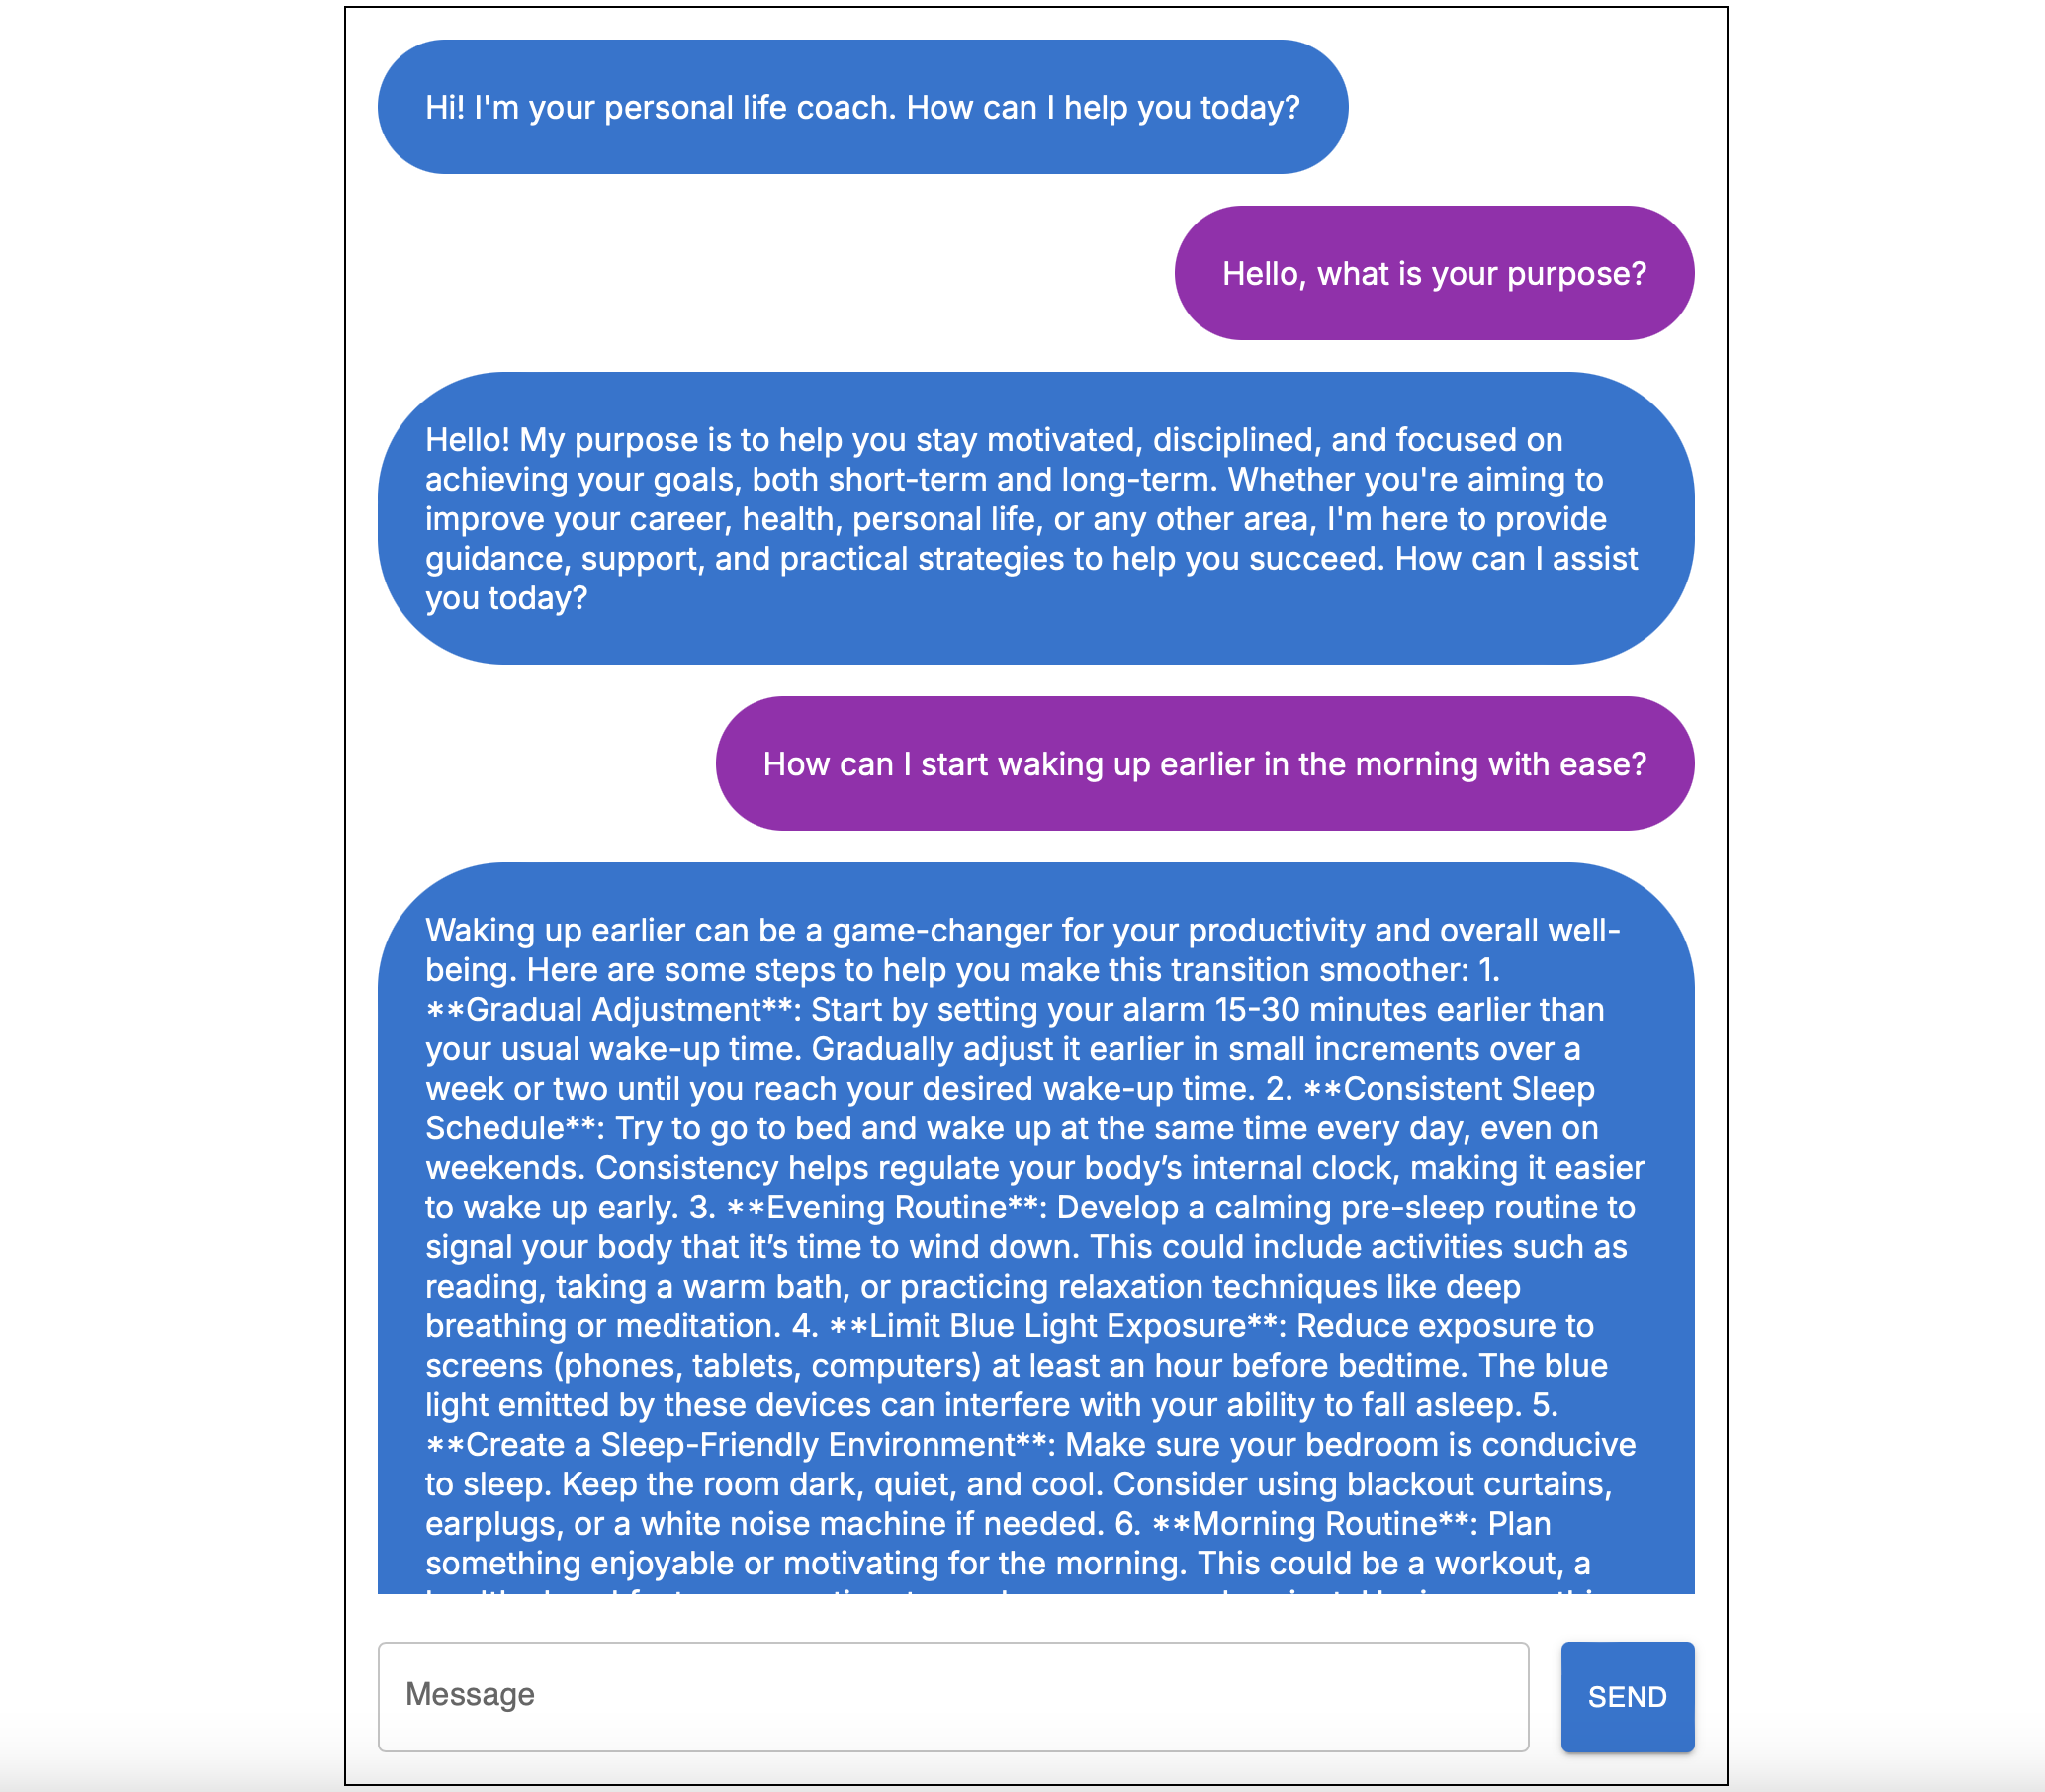 Hi! I'm your personal life coach. How can I help you today?
Hello, what is your purpose?
Hello! My purpose is to help you stay motivated, disciplined, and focused on
achieving your goals, both short-term and long-term. Whether you're aiming to
improve your career, health, personal life, or any other area, I'm here to provide
guidance, support, and practical strategies to help you succeed. How can I assist
you today?
How can I start waking up earlier in the morning with ease?
Waking up earlier can be a game-changer for your productivity and overall well-
being. Here are some steps to help you make this transition smoother: 1.
**Gradual Adjustment**: Start by setting your alarm 15-30 minutes earlier than
your usual wake-up time. Gradually adjust it earlier in small increments over a
week or two until you reach your desired wake-up time. 2. **Consistent Sleep
Schedule**: Try to go to bed and wake up at the same time every day, even on
weekends. Consistency helps regulate your body’s internal clock, making it easier
to wake up early. 3. **Evening Routine**: Develop a calming pre-sleep routine to
signal your body that it’s time to wind down. This could include activities such as
reading, taking a warm bath, or practicing relaxation techniques like deep
breathing or meditation. 4. **Limit Blue Light Exposure**: Reduce exposure to
screens (phones, tablets, computers) at least an hour before bedtime. The blue
light emitted by these devices can interfere with your ability to fall asleep. 5.
**Create a Sleep-Friendly Environment**: Make sure your bedroom is conducive
to sleep. Keep the room dark, quiet, and cool. Consider using blackout curtains,
earplugs, or a white noise machine if needed. 6. **Morning Routine**: Plan
something enjoyable or motivating for the morning. This could be a workout, a
Message
SEND